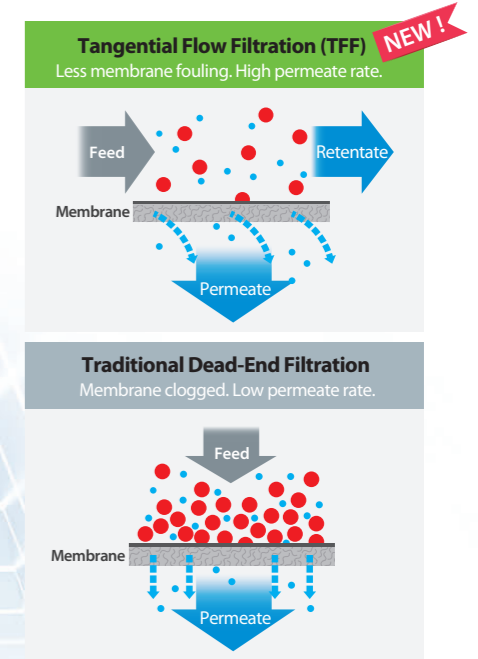 NEW !
Tangential Flow Filtration (TFF)
Less membrane fouling. High permeate rate.
Feed
Retentate
Membrane
Permeate
Traditional Dead-End Filtration
Membrane clogged. Low permeate rate.
Feed
Membrane
Permeate